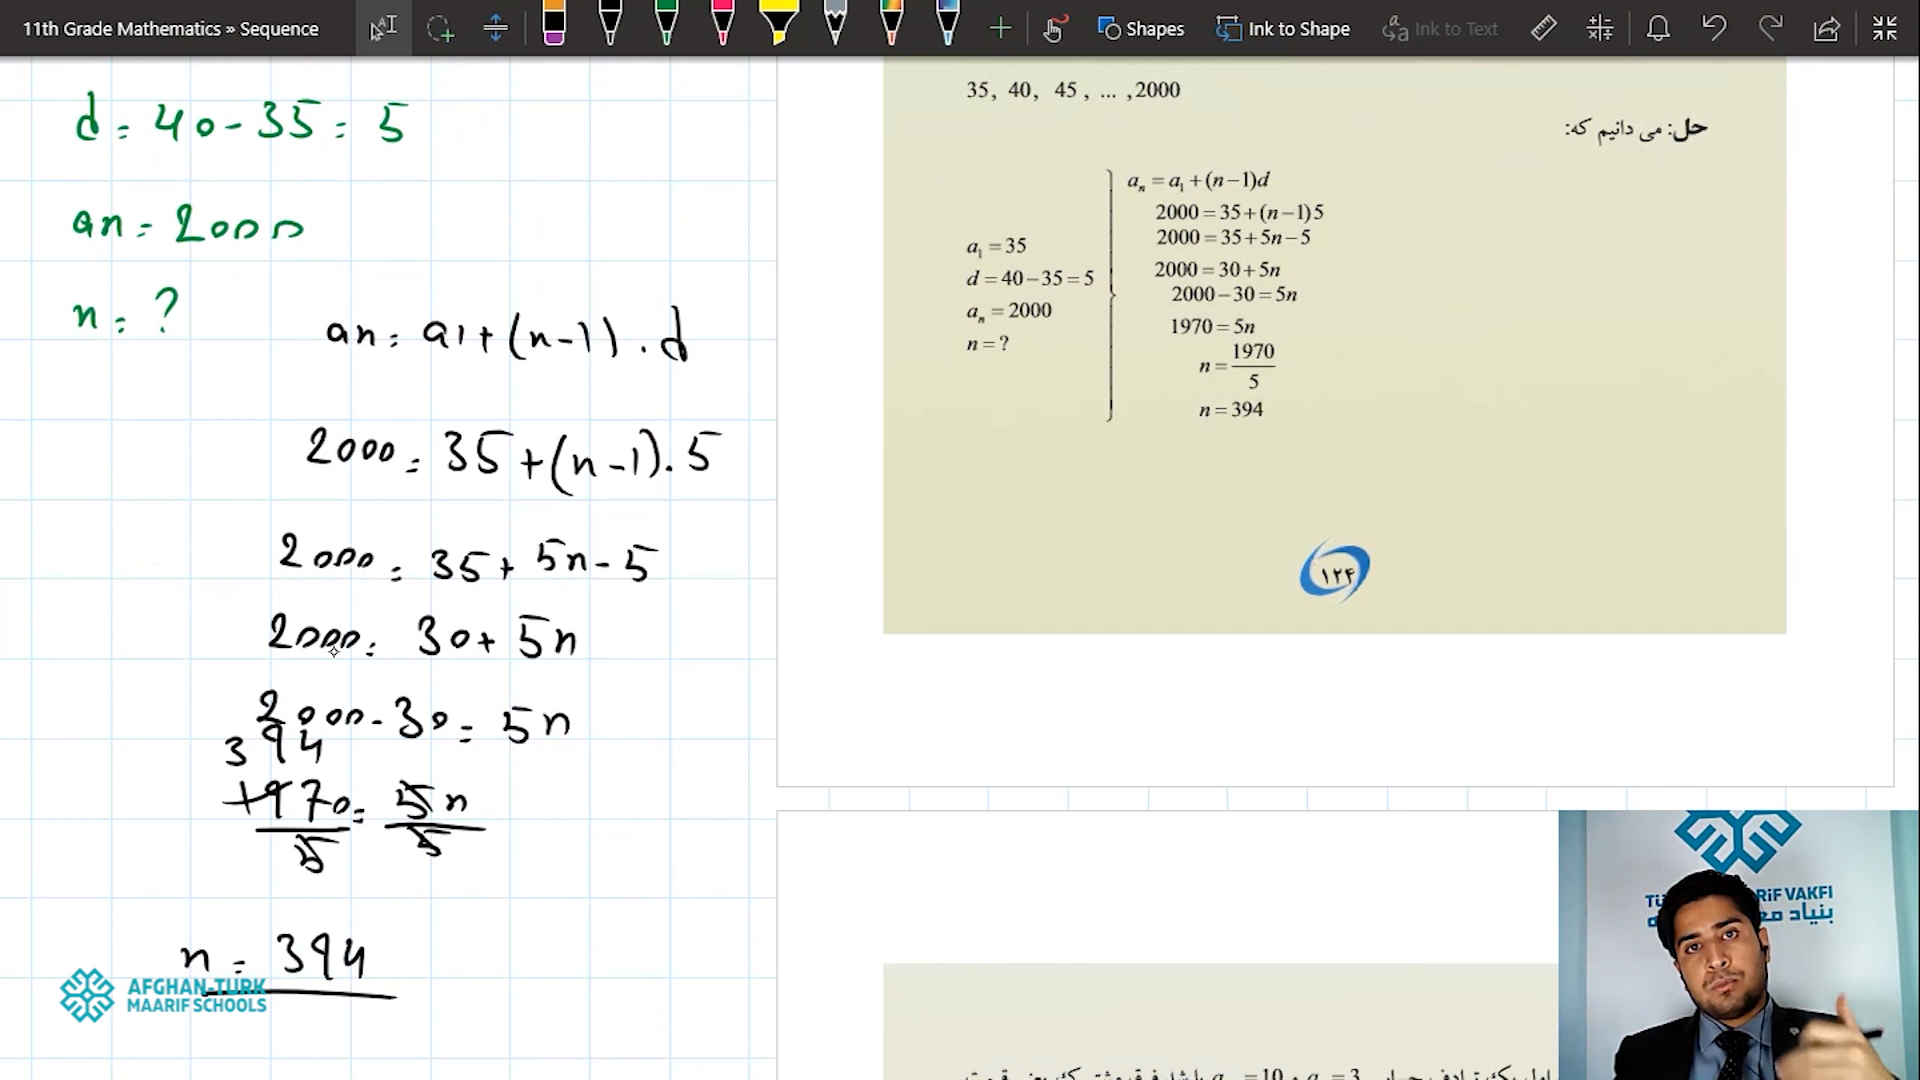 11th Grade Mathematics » Sequence
Shapes
Ink to Shape
Ink to Text
d = 40 - 35 = 5
an = 2000
n = ?
an = a1 + (n-1) . d
2000 = 35 + (n-1) . 5
2000 = 35 + 5n - 5
2000 = 30 + 5n
2000 - 30 = 5n
394
1970 = 5n
5 5
n = 394
AFGHAN-TURK
MAARIF SCHOOLS
35, 40, 45, ... ,2000
حل: می دانیم که:
a₁ = 35
d = 40 − 35 = 5
aₙ = 2000
n = ?
aₙ = a₁ + (n − 1)d
2000 = 35 + (n − 1)5
2000 = 35 + 5n − 5
2000 = 30 + 5n
2000 − 30 = 5n
1970 = 5n
n = 1970/5
n = 394
۱۲۴
RİF VAKFI
بنیاد